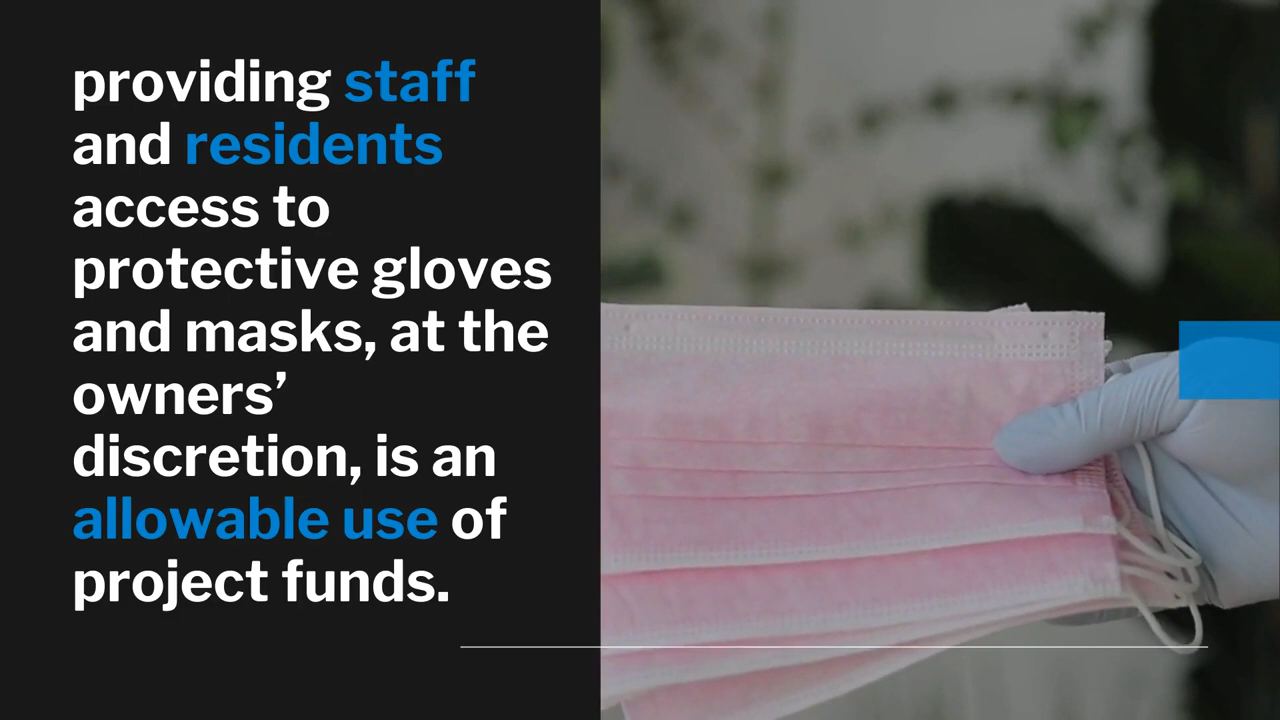 providing staff
and residents
access to
protective gloves
and masks, at the
owners’
discretion, is an
allowable use of
project funds.